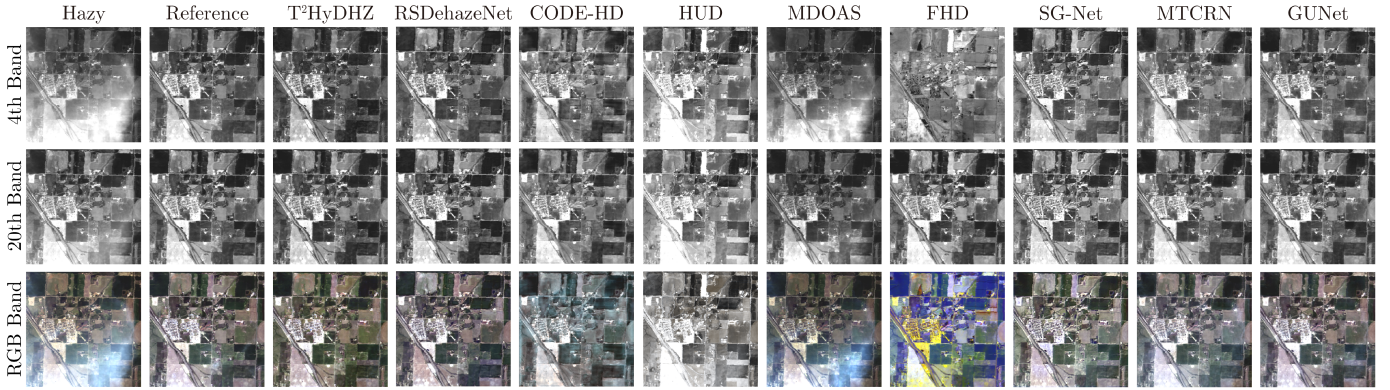 Hazy Reference T²HyDHZ RSDehazeNet CODE-HD HUD MDOAS FHD SG-Net MTCRN GUNet
4th Band
20th Band
RGB Band